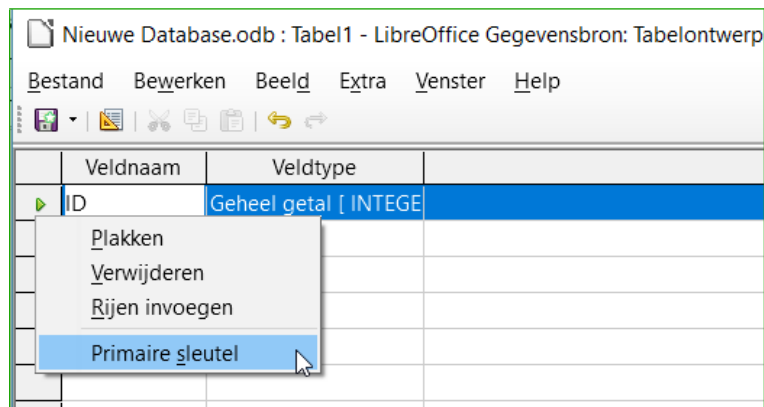 Nieuwe Database.odb : Tabel1 - LibreOffice Gegevensbron: Tabelontwerp
Bestand Bewerken Beeld Extra Venster Help
Veldnaam Veldtype
ID Geheel getal [ INTEGE
Plakken
Verwijderen
Rijen invoegen
Primaire sleutel